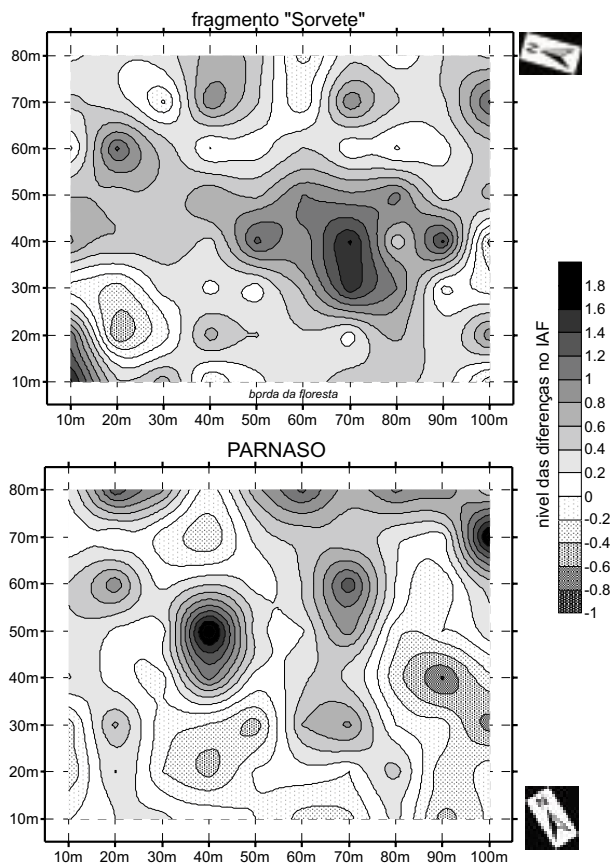 fragmento "Sorvete"
80m
70m
60m
50m
40m
30m
20m
10m
borda da floresta
10m 20m 30m 40m 50m 60m 70m 80m 90m 100m
N
nivel das diferenças no IAF
1.8
1.6
1.4
1.2
1
0.8
0.6
0.4
0.2
0
-0.2
-0.4
-0.6
-0.8
-1
PARNASO
80m
70m
60m
50m
40m
30m
20m
10m
10m 20m 30m 40m 50m 60m 70m 80m 90m 100m
N